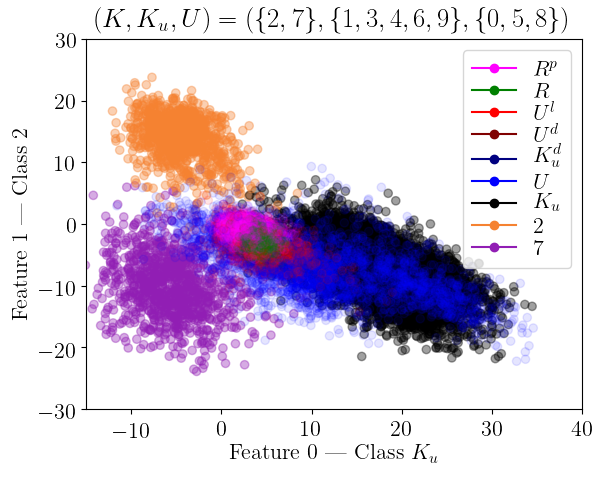 (K, K_u, U) = ({2, 7}, {1, 3, 4, 6, 9}, {0, 5, 8})
30
20
10
0
−10
−20
−30
Feature 1 — Class 2
R^p
R
U^l
U^d
K_u^d
U
K_u
2
7
−10
0
10
20
30
40
Feature 0 — Class K_u